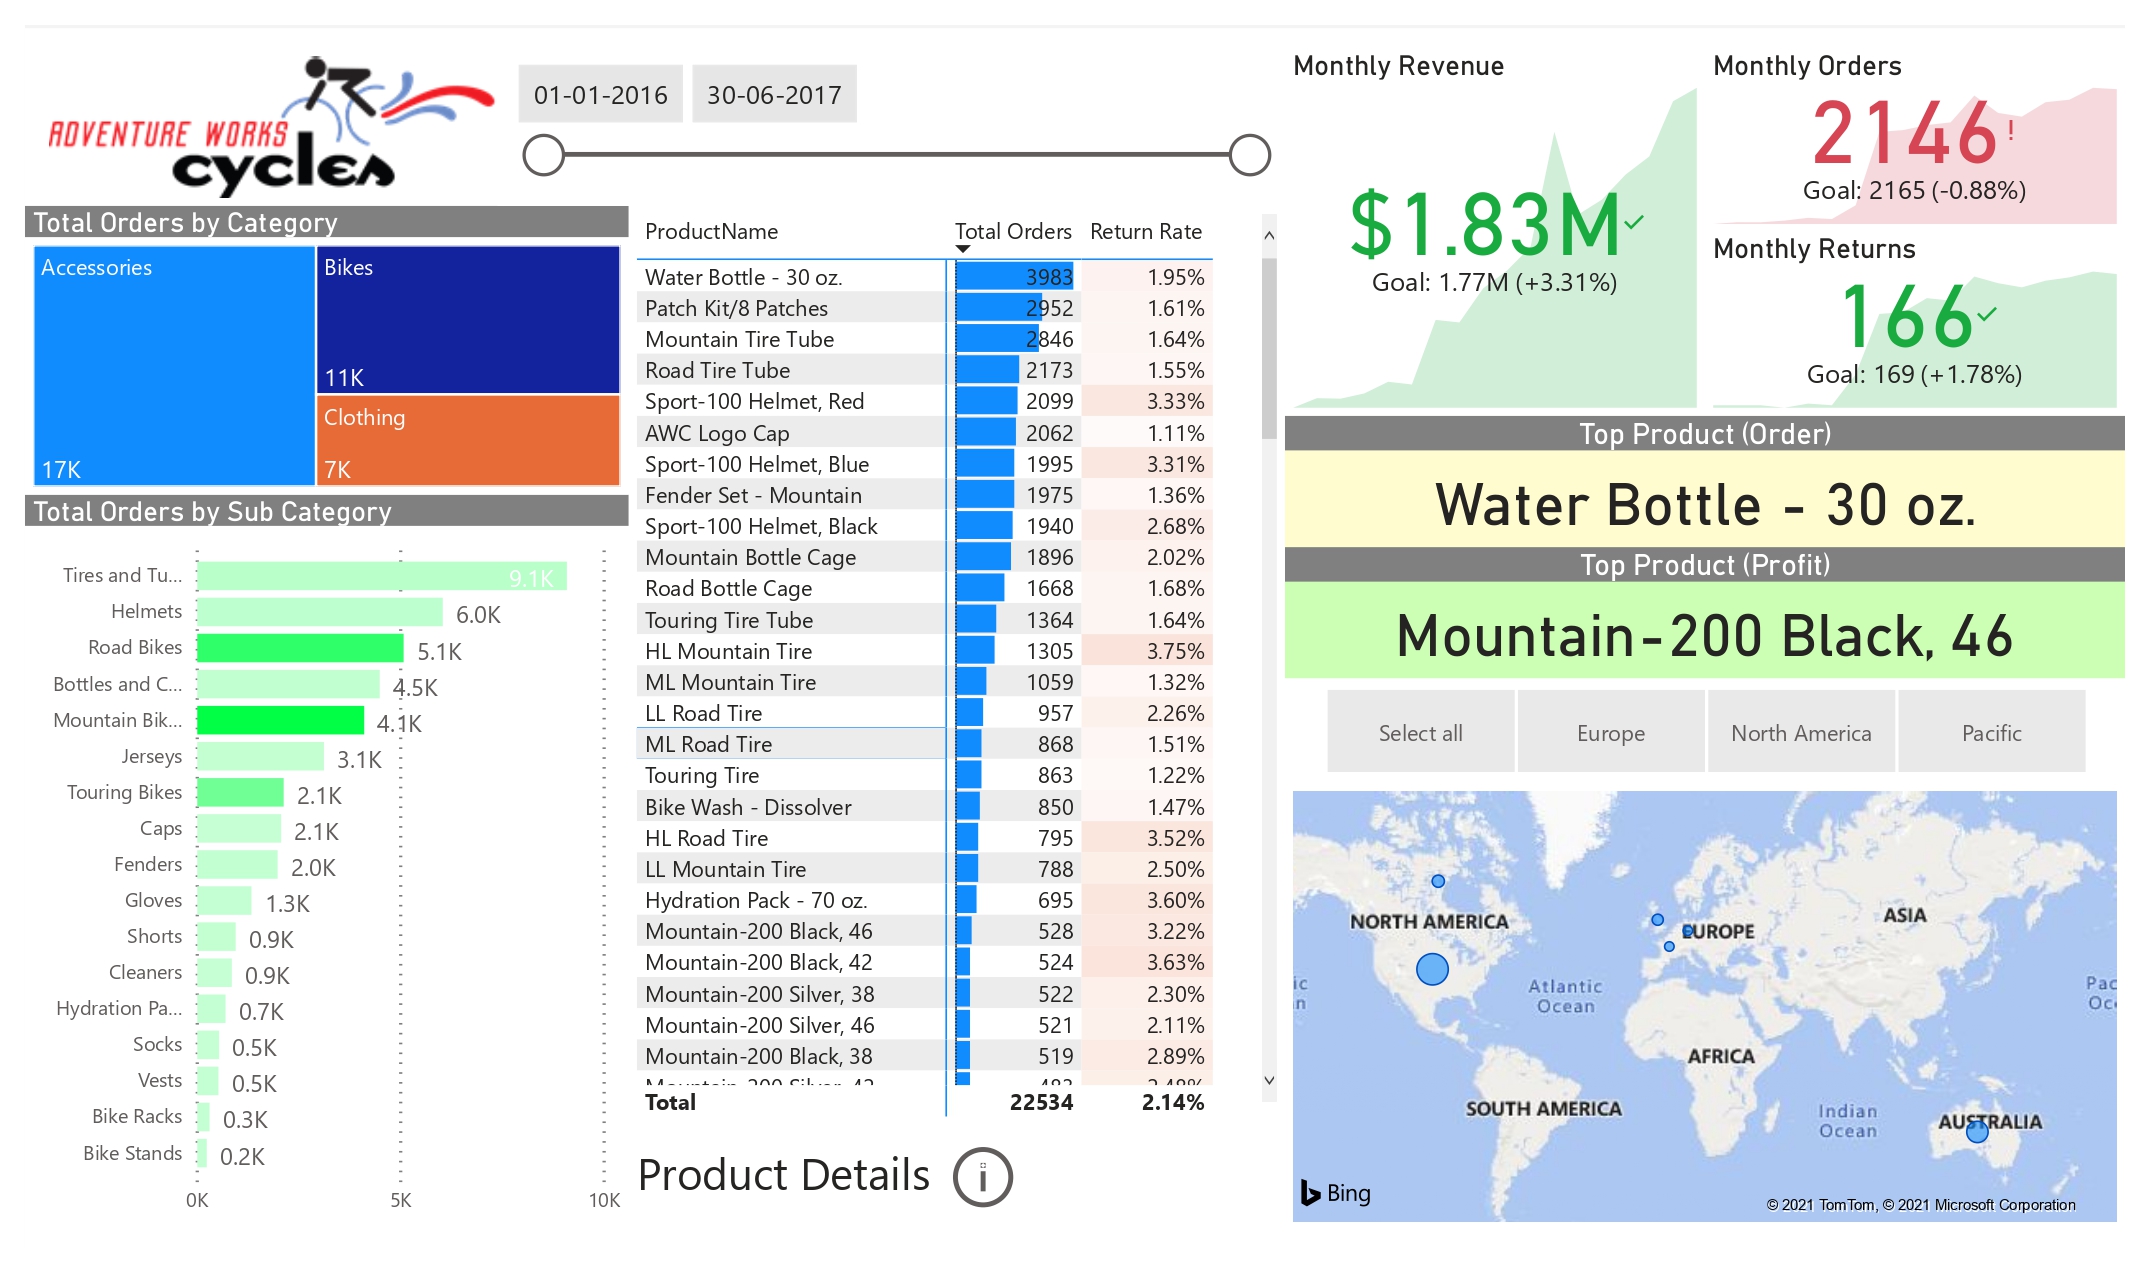 ADVENTURE WORKS
cycles
01-01-2016 30-06-2017
Total Orders by Category
Accessories
17K
Bikes
11K
Clothing
7K
Total Orders by Sub Category
Tires and Tu... 9.1K
Helmets 6.0K
Road Bikes 5.1K
Bottles and C... 4.5K
Mountain Bik... 4.1K
Jerseys 3.1K
Touring Bikes 2.1K
Caps 2.1K
Fenders 2.0K
Gloves 1.3K
Shorts 0.9K
Cleaners 0.9K
Hydration Pa... 0.7K
Socks 0.5K
Vests 0.5K
Bike Racks 0.3K
Bike Stands 0.2K
0K 5K 10K
ProductName Total Orders Return Rate
Water Bottle - 30 oz. 3983 1.95%
Patch Kit/8 Patches 2952 1.61%
Mountain Tire Tube 2846 1.64%
Road Tire Tube 2173 1.55%
Sport-100 Helmet, Red 2099 3.33%
AWC Logo Cap 2062 1.11%
Sport-100 Helmet, Blue 1995 3.31%
Fender Set - Mountain 1975 1.36%
Sport-100 Helmet, Black 1940 2.68%
Mountain Bottle Cage 1896 2.02%
Road Bottle Cage 1668 1.68%
Touring Tire Tube 1364 1.64%
HL Mountain Tire 1305 3.75%
ML Mountain Tire 1059 1.32%
LL Road Tire 957 2.26%
ML Road Tire 868 1.51%
Touring Tire 863 1.22%
Bike Wash - Dissolver 850 1.47%
HL Road Tire 795 3.52%
LL Mountain Tire 788 2.50%
Hydration Pack - 70 oz. 695 3.60%
Mountain-200 Black, 46 528 3.22%
Mountain-200 Black, 42 524 3.63%
Mountain-200 Silver, 38 522 2.30%
Mountain-200 Silver, 46 521 2.11%
Mountain-200 Black, 38 519 2.89%
Total 22534 2.14%
Product Details i
Monthly Revenue
$1.83M
Goal: 1.77M (+3.31%)
Monthly Orders
2146!
Goal: 2165 (-0.88%)
Monthly Returns
166
Goal: 169 (+1.78%)
Top Product (Order)
Water Bottle - 30 oz.
Top Product (Profit)
Mountain-200 Black, 46
Select all Europe North America Pacific
NORTH AMERICA
EUROPE
ASIA
Atlantic
Ocean
AFRICA
SOUTH AMERICA
Indian
Ocean
AUSTRALIA
Bing
© 2021 TomTom, © 2021 Microsoft Corporation